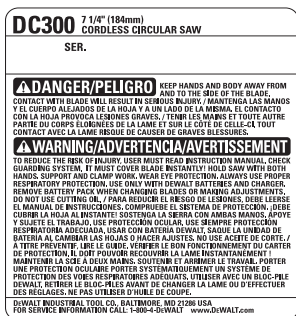 DC300 7 1/4" (184mm)
CORDLESS CIRCULAR SAW
SER.
DANGER/PELIGRO KEEP HANDS AND BODY AWAY FROM
AND TO THE SIDE OF THE BLADE,
CONTACT WITH BLADE WILL RESULT IN SERIOUS INJURY. / MANTENGA LAS MANOS
Y EL CUERPO ALEJADOS DE LA HOJA Y A UN LADO DE LA MISMA. EL CONTACTO
CON LA HOJA PROVOCA LESIONES GRAVES. / TENIR LES MAINS ET TOUTE AUTRE
PARTIE DU CORPS ÉLOIGNÉES DE LA LAME ET SUR LE CÔTÉ DE CELLE-CI, TOUT
CONTACT AVEC LA LAME RISQUE DE CAUSER DE GRAVES BLESSURES.
WARNING/ADVERTENCIA/AVERTISSEMENT
TO REDUCE THE RISK OF INJURY, USER MUST READ INSTRUCTION MANUAL, CHECK
GUARDING SYSTEM, IT MUST COVER BLADE INSTANTLY! HOLD SAW WITH BOTH
HANDS. SUPPORT AND CLAMP WORK. WEAR EYE PROTECTION. ALWAYS USE PROPER
RESPIRATORY PROTECTION. USE ONLY WITH DEWALT BATTERIES AND CHARGER,
REMOVE BATTERY PACK WHEN CHANGING BLADES OR MAKING ADJUSTMENTS,
DO NOT USE CUTTING OIL. / PARA REDUCIR EL RIESGO DE LESIONES, DEBE LEERSE
EL MANUAL DE INSTRUCCIONES. COMPRUEBE EL SISTEMA DE PROTECCIÓN. ¡DEBE
CUBRIR LA HOJA AL INSTANTE! SOSTENGA LA SIERRA CON AMBAS MANOS, APOYE
Y SUJETE EL TRABAJO, USE PROTECCIÓN OCULAR, USE SIEMPRE PROTECCIÓN
RESPIRATORIA ADECUADA, USAR CON BATERÍA DEWALT, SAQUE LA UNIDAD DE
BATERÍA AL CAMBIAR LAS HOJAS O HACER AJUSTES. NO USE ACEITE DE CORTE. /
À TITRE PRÉVENTIF, LIRE LE GUIDE, VÉRIFIER LE BON FONCTIONNEMENT DU CARTER
DE PROTECTION, IL DOIT POUVOIR RECOUVRIR LA LAME INSTANTANÉMENT !
MAINTENIR LA SCIE À DEUX MAINS. SOUTENIR ET ARRIMER LE TRAVAIL. PORTER
UNE PROTECTION OCULAIRE PORTER SYSTÉMATIQUEMENT UN SYSTÈME DE
PROTECTION DES VOIES RESPIRATOIRES ADÉQUATS, UTILISER AVEC UN BLOC-PILE
DEWALT, RETIRER LE BLOC-PILES AVANT DE CHANGER LA LAME OU D'EFFECTUER
DES RÉGLAGES. NE PAS UTILISER D'HUILE DE COUPE.
DeWALT INDUSTRIAL TOOL CO., BALTIMORE, MD 21286 USA
FOR SERVICE INFORMATION CALL: 1-800-4-DeWALT www.DeWALT.com